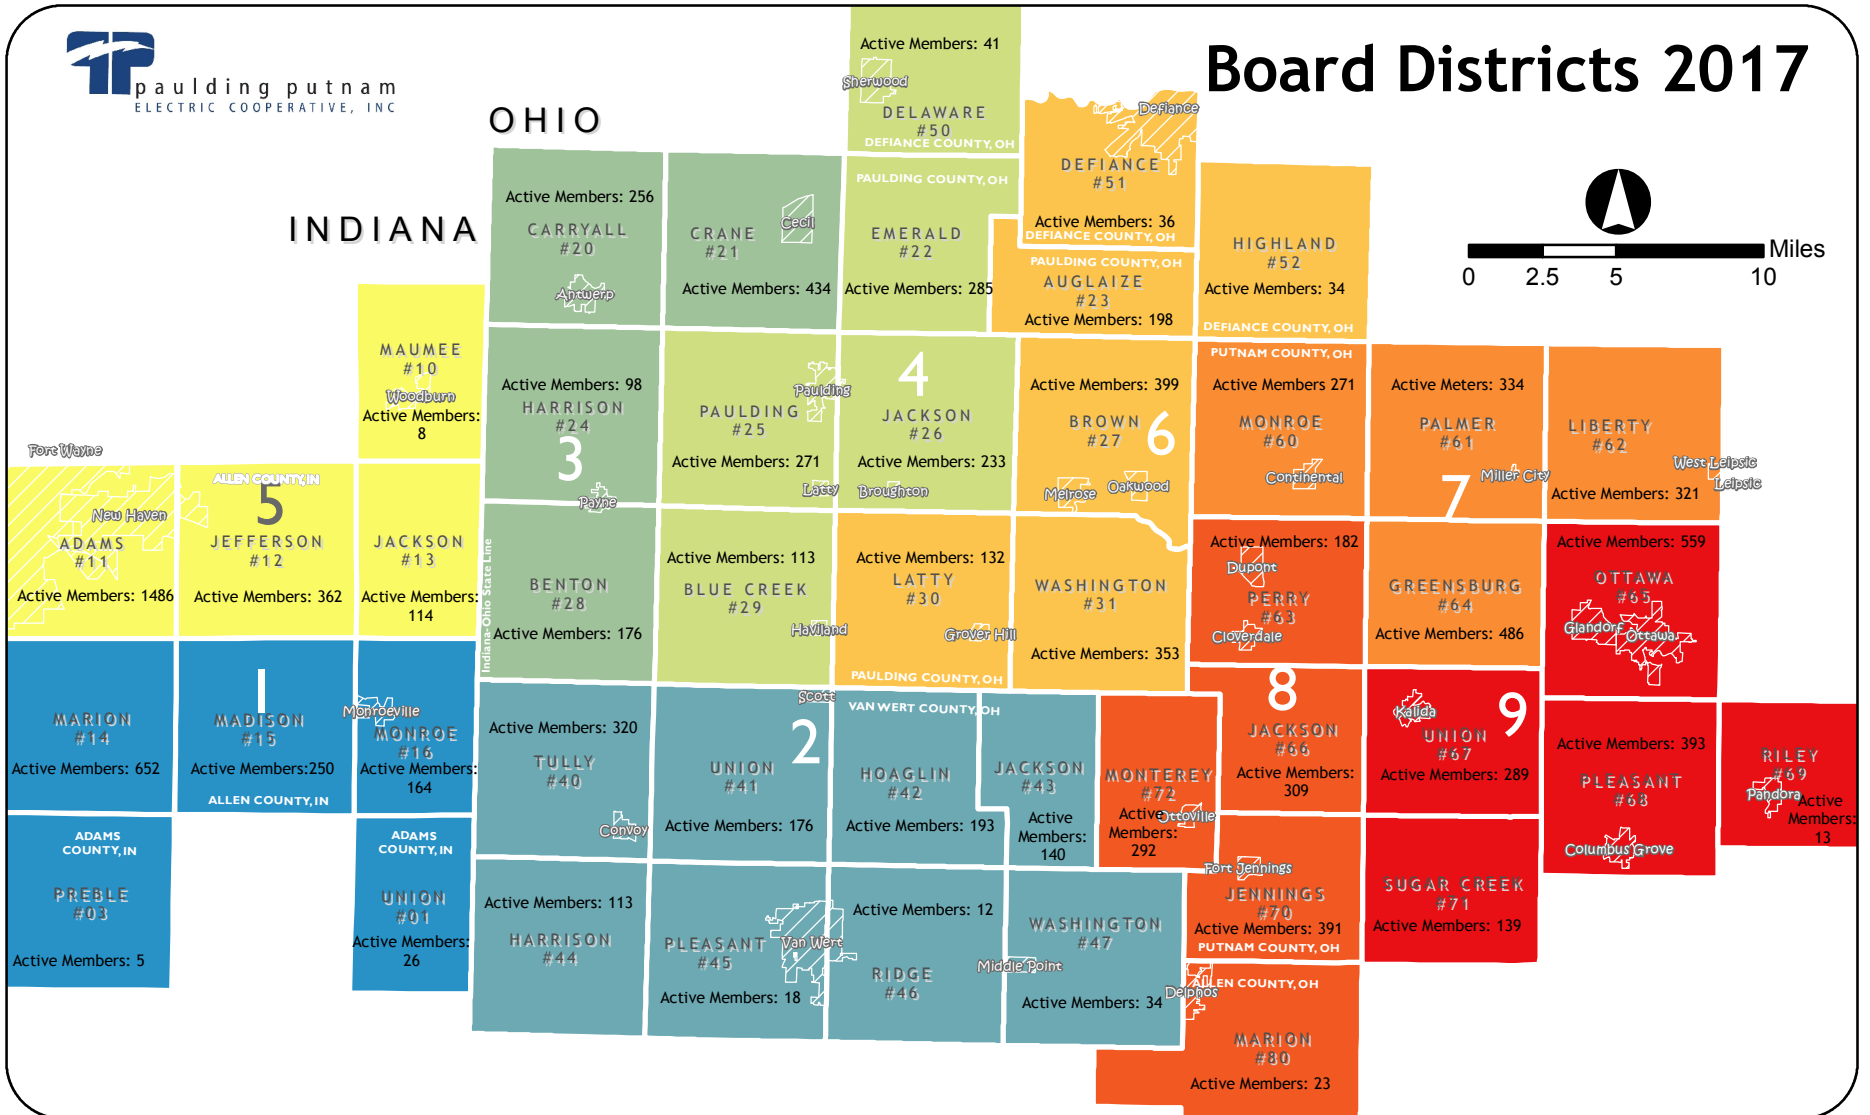 paulding putnam
ELECTRIC COOPERATIVE, INC
Board Districts 2017
OHIO
INDIANA
Miles
0 2.5 5 10
Active Members: 41
Sherwood
DELAWARE
#50
DEFIANCE COUNTY, OH
Defiance
DEFIANCE
#51
Active Members: 36
DEFIANCE COUNTY, OH
Active Members: 256
CARRYALL
#20
Antwerp
Cecil
CRANE
#21
Active Members: 434
PAULDING COUNTY, OH
EMERALD
#22
Active Members: 285
PAULDING COUNTY, OH
AUGLAIZE
#23
Active Members: 198
HIGHLAND
#52
Active Members: 34
DEFIANCE COUNTY, OH
MAUMEE
#10
Woodburn
Active Members:
8
Active Members: 98
HARRISON
#24
3
Payne
Paulding
PAULDING
#25
Active Members: 271
Latty
4
JACKSON
#26
Active Members: 233
Broughton
Active Members: 399
BROWN
#27
6
Melrose
Oakwood
PUTNAM COUNTY, OH
Active Members 271
MONROE
#60
Continental
Active Meters: 334
PALMER
#61
Miller City
7
LIBERTY
#62
West Leipsic
Leipsic
Active Members: 321
Fort Wayne
New Haven
ADAMS
#11
Active Members: 1486
ALLEN COUNTY, IN
5
JEFFERSON
#12
Active Members: 362
JACKSON
#13
Active Members:
114
Indiana-Ohio State Line
BENTON
#28
Active Members: 176
Active Members: 113
BLUE CREEK
#29
Haviland
Active Members: 132
LATTY
#30
Grover Hill
PAULDING COUNTY, OH
WASHINGTON
#31
Active Members: 353
Active Members: 182
Dupont
PERRY
#63
Cloverdale
GREENSBURG
#64
Active Members: 486
Active Members: 559
OTTAWA
#65
Glandorf
Ottawa
MARION
#14
Active Members: 652
1
MADISON
#15
Active Members:250
ALLEN COUNTY, IN
Monroeville
MONROE
#16
Active Members:
164
Active Members: 320
TULLY
#40
Convoy
Scott
2
UNION
#41
Active Members: 176
VAN WERT COUNTY, OH
HOAGLIN
#42
Active Members: 193
JACKSON
#43
Active
Members:
140
MONTEREY
#72
Ottoville
Active
Members:
292
8
JACKSON
#66
Active Members:
309
Kalida
9
UNION
#67
Active Members: 289
Active Members: 393
PLEASANT
#68
Columbus Grove
RILEY
#69
Pandora
Active
Members:
13
ADAMS
COUNTY, IN
PREBLE
#03
Active Members: 5
ADAMS
COUNTY, IN
UNION
#01
Active Members:
26
Active Members: 113
HARRISON
#44
PLEASANT
#45
Van Wert
Active Members: 18
Active Members: 12
RIDGE
#46
WASHINGTON
#47
Middle Point
Active Members: 34
Fort Jennings
JENNINGS
#70
Active Members: 391
PUTNAM COUNTY, OH
SUGAR CREEK
#71
Active Members: 139
Delphos
ALLEN COUNTY, OH
MARION
#80
Active Members: 23